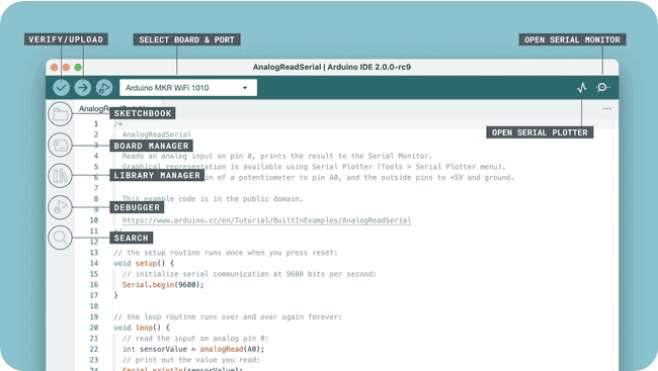 VERIFY/UPLOAD
SELECT BOARD & PORT
OPEN SERIAL MONITOR
AnalogReadSerial | Arduino IDE 2.0.0-rc9
Arduino MKR WiFi 1010
OPEN SERIAL PLOTTER
SKETCHBOOK
BOARD MANAGER
LIBRARY MANAGER
DEBUGGER
SEARCH
1 /*
2 AnalogReadSerial
3
4 Reads an analog input on pin 0, prints the result to the Serial Monitor.
5 Graphical representation is available using Serial Plotter (Tools > Serial Plotter menu).
6 in of a potentiometer to pin A0, and the outside pins to +5V and ground.
7
8 This example code is in the public domain.
9
10 https://www.arduino.cc/en/Tutorial/BuiltInExamples/AnalogReadSerial
11
12
13 // the setup routine runs once when you press reset:
14 void setup() {
15 // initialize serial communication at 9600 bits per second:
16 Serial.begin(9600);
17 }
18
19 // the loop routine runs over and over again forever:
20 void loop() {
21 // read the input on analog pin 0:
22 int sensorValue = analogRead(A0);
23 // print out the value you read:
24 Serial.println(sensorValue);